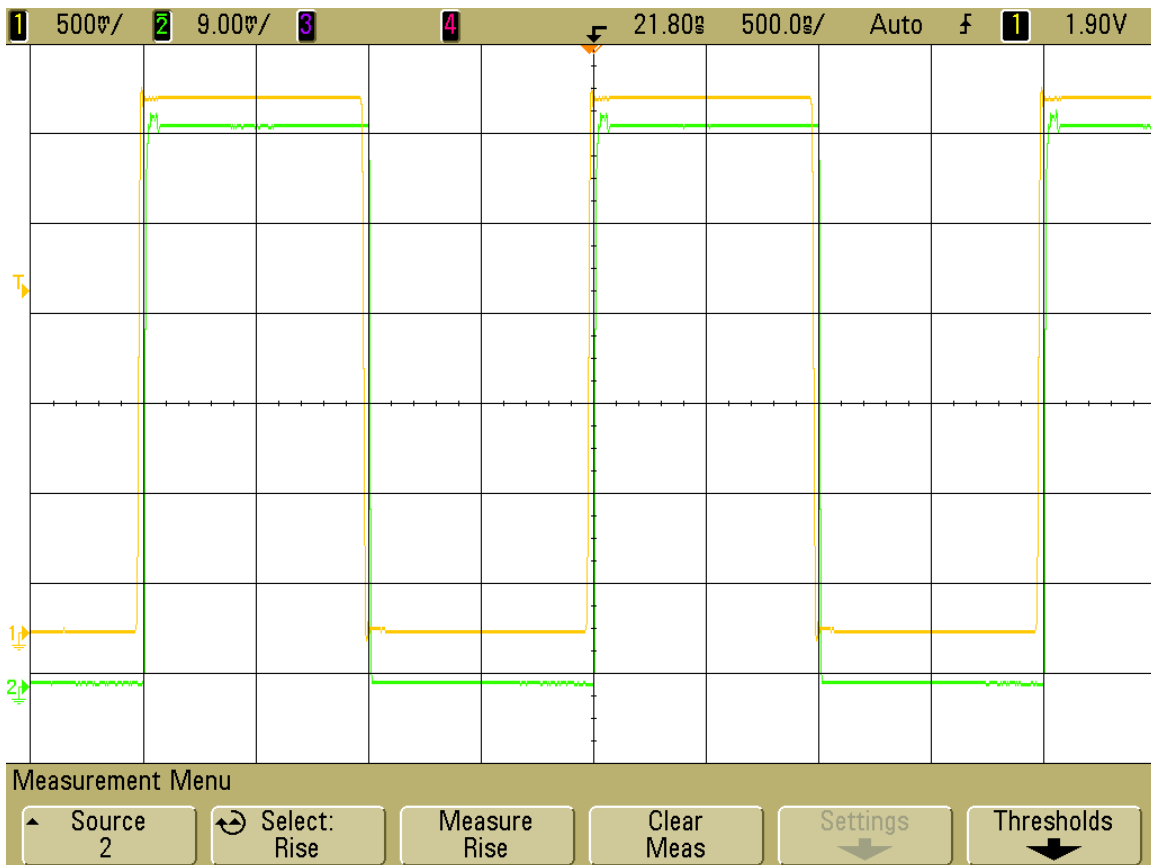 1 500mV/ 2 9.00mV/ 3 4 21.80s 500.0s/ Auto 1 1.90V
T
1
2
Measurement Menu
Source Select: Measure Clear Settings Thresholds
2 Rise Rise Meas